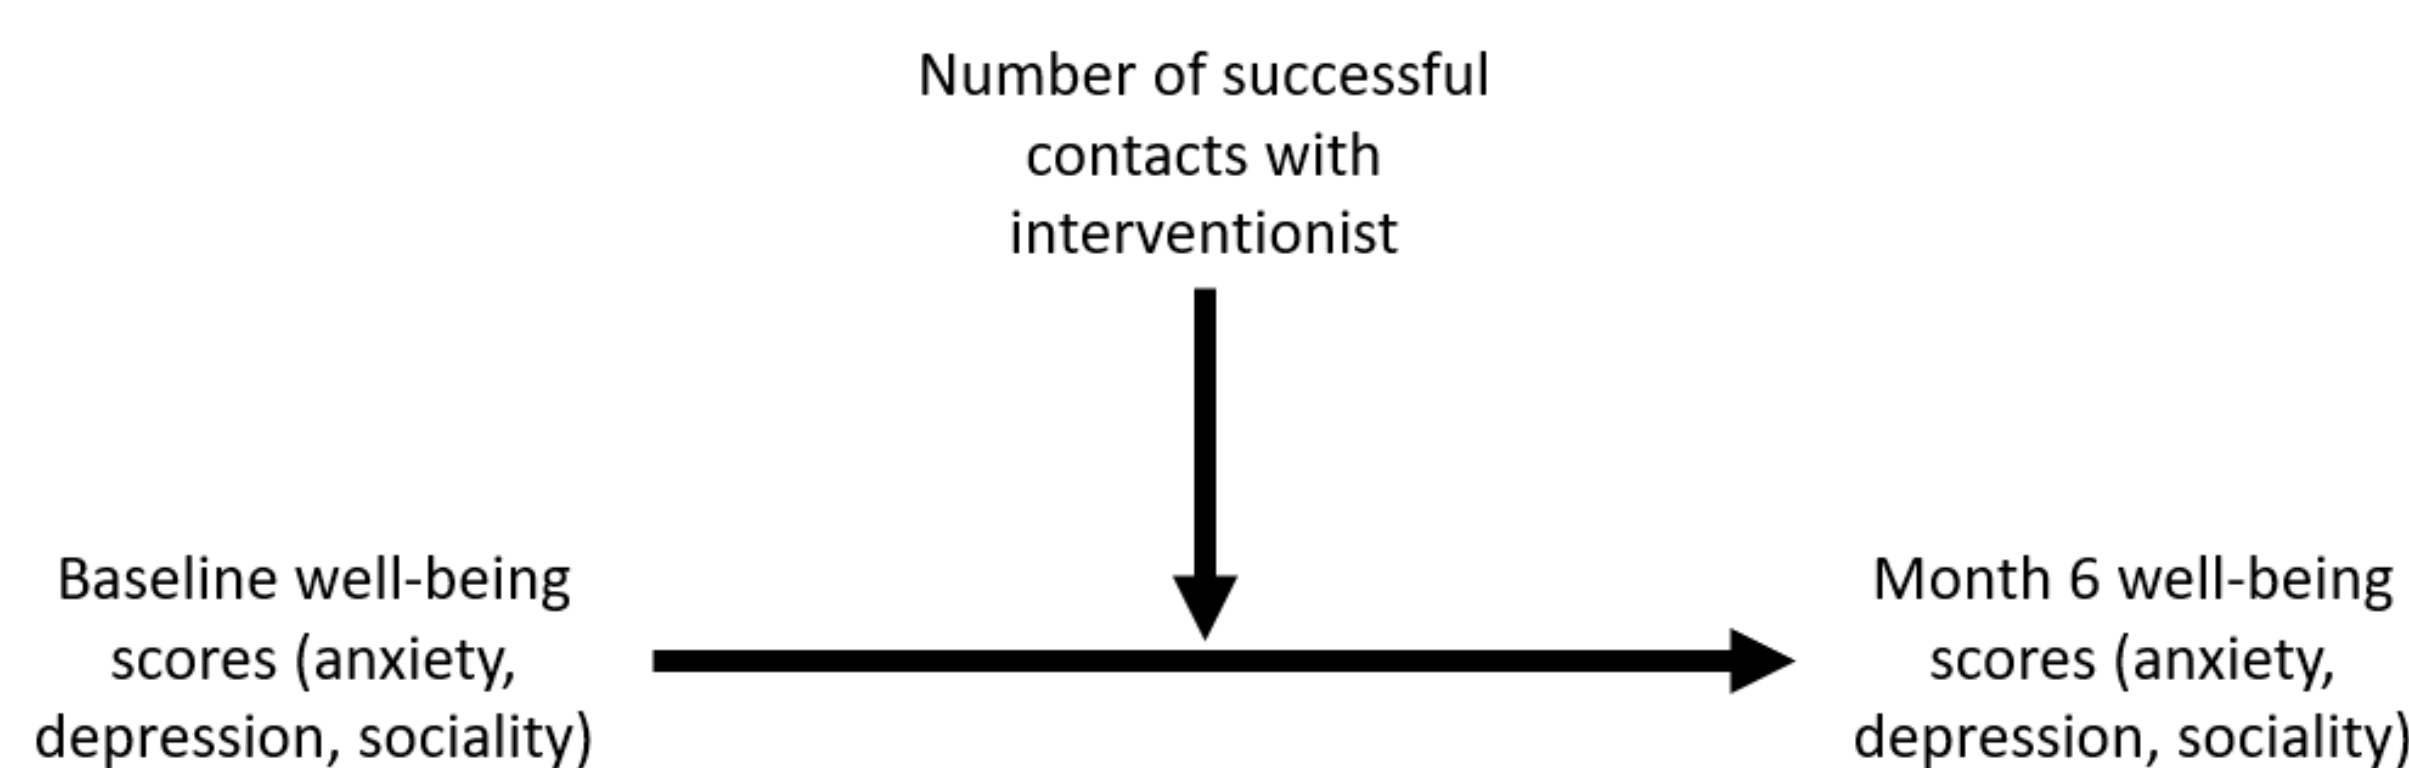 Number of successful
contacts with
interventionist
Baseline well-being
scores (anxiety,
depression, sociality)
Month 6 well-being
scores (anxiety,
depression, sociality)